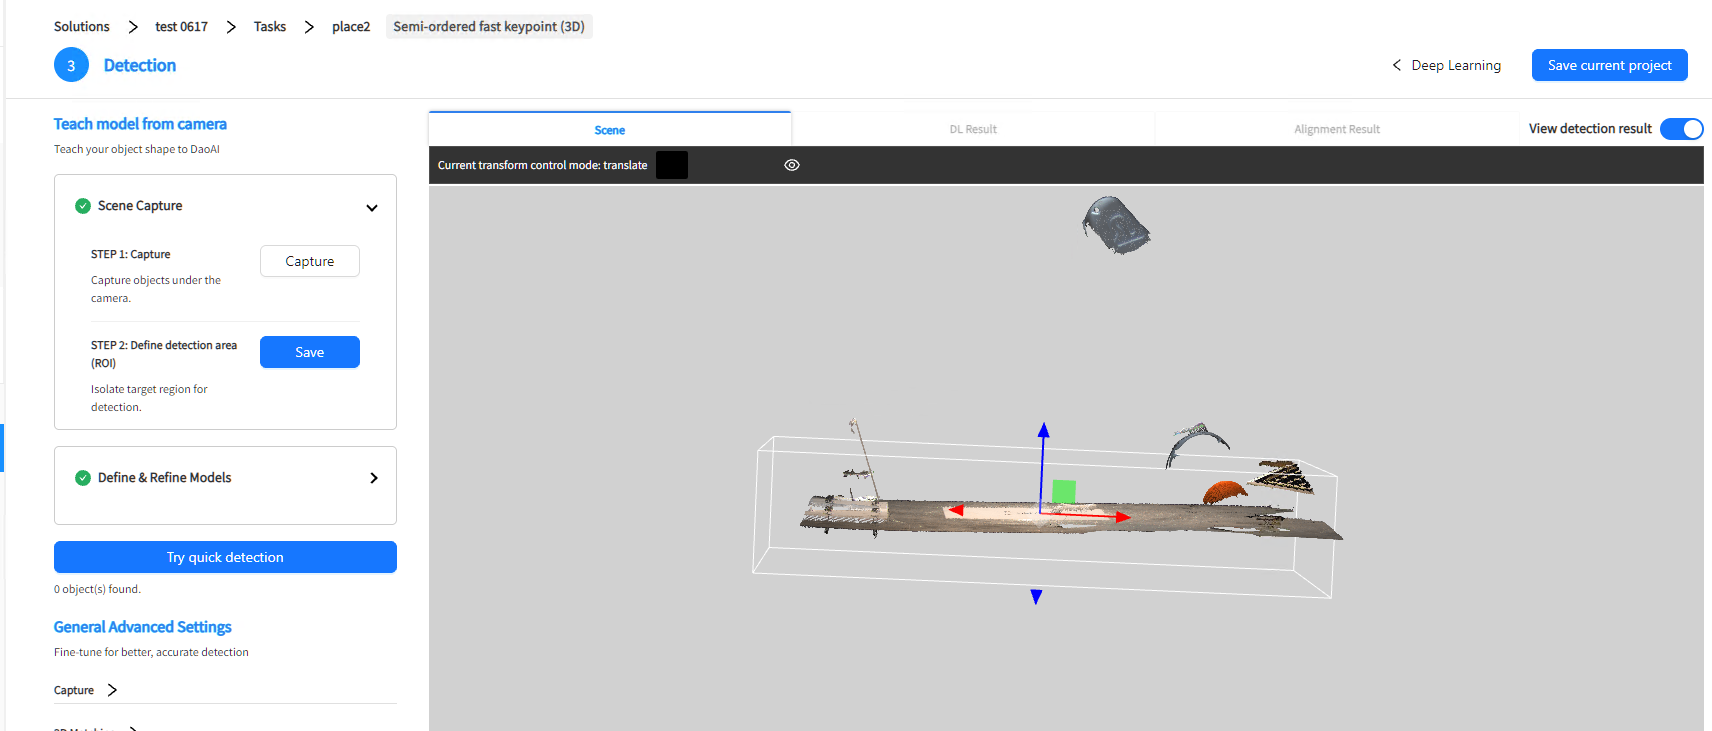 Solutions > test 0617 > Tasks > place2 Semi-ordered fast keypoint (3D)
3 Detection
< Deep Learning
Save current project
Teach model from camera
Teach your object shape to DaoAI
Scene Capture
STEP 1: Capture
Capture
Capture objects under the
camera.
STEP 2: Define detection area
(ROI)
Save
Isolate target region for
detection.
Define & Refine Models
Try quick detection
0 object(s) found.
General Advanced Settings
Fine-tune for better, accurate detection
Capture
Scene
DL Result
Alignment Result
View detection result
Current transform control mode: translate